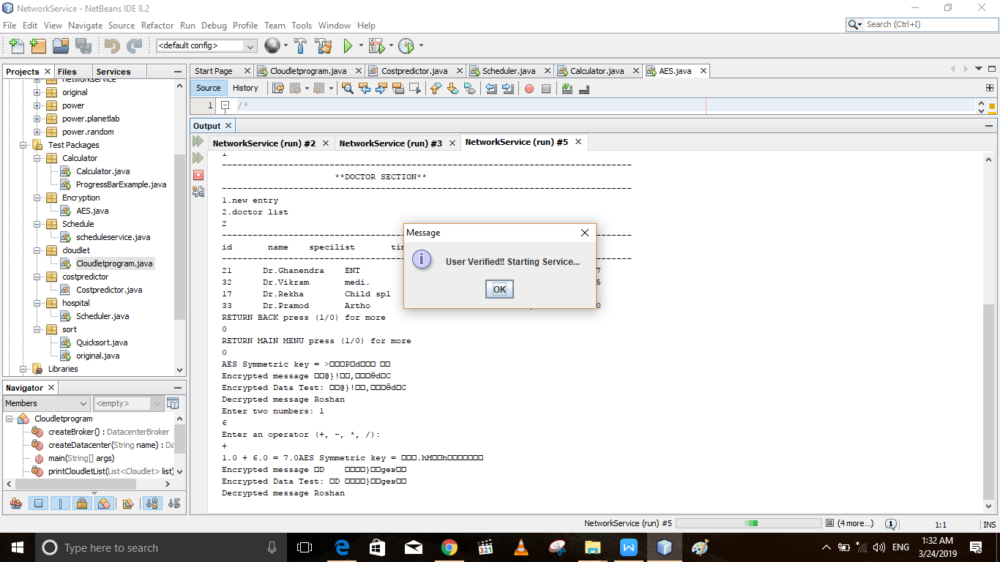 NetworkService - NetBeans IDE 8.2
File Edit View Navigate Source Refactor Run Debug Profile Team Tools Window Help
Search (Ctrl+I)
<default config>
Projects Files Services
networkservice
original
power
power.planetlab
power.random
Test Packages
Calculator
Calculator.java
ProgressBarExample.java
Encryption
AES.java
Schedule
scheduleservice.java
cloudlet
Cloudletprogram.java
costpredictor
Costpredictor.java
hospital
Scheduler.java
sort
Quicksort.java
original.java
Libraries
Navigator
Members <empty>
Cloudletprogram
createBroker() : DatacenterBroker
createDatacenter(String name) : Da
main(String[] args)
printCloudletList(List<Cloudlet> list)
Start Page Cloudletprogram.java Costpredictor.java Scheduler.java Calculator.java AES.java
Source History
1 /*
Output
NetworkService (run) #2 NetworkService (run) #3 NetworkService (run) #5
1
**DOCTOR SECTION**
1.new entry
2.doctor list
2
id name specilist tim
21 Dr.Ghanendra ENT 7
32 Dr.Vikram medi. 5
17 Dr.Rekha Child spl
33 Dr.Pramod Artho 0
RETURN BACK press (1/0) for more
0
RETURN MAIN MENU press (1/0) for more
0
AES Symmetric key = >□□□P□d□□□ □□
Encrypted message □□@}!□□,□□□ëd□C
Encrypted Data Test: □□@}!□□,□□□ëd□C
Decrypted message Roshan
Enter two numbers: 1
6
Enter an operator (+, -, *, /):
+
1.0 + 6.0 = 7.0AES Symmetric key = □□□.hM□□h□□□□□□□
Encrypted message □D □□□□}□□geʁ□□
Encrypted Data Test: □D □□□□}□□geʁ□□
Decrypted message Roshan
Message
User Verified!! Starting Service...
OK
NetworkService (run) #5 (4 more...) 1 1:1 INS
Type here to search
321
W
ENG
1:32 AM
3/24/2019